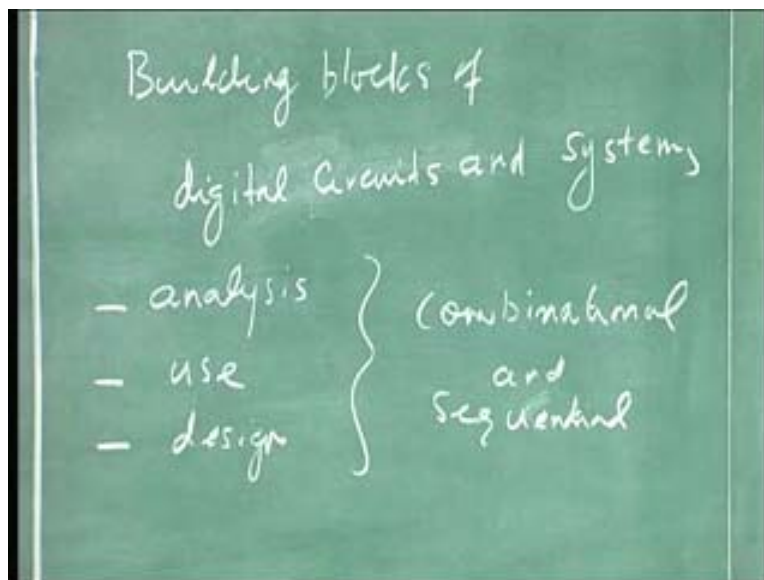 Building blocks of
digital circuits and systems
— analysis
— use
— design
} combinational
and
sequential